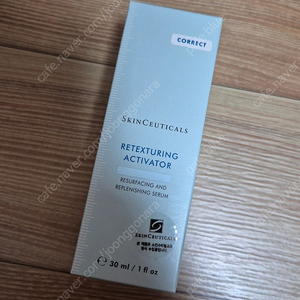 CORRECT
SKINCEUTICALS
RETEXTURING
ACTIVATOR
RESURFACING AND
REPLENISHING SERUM
SKINCEUTICALS
30 ml / 1 fl oz